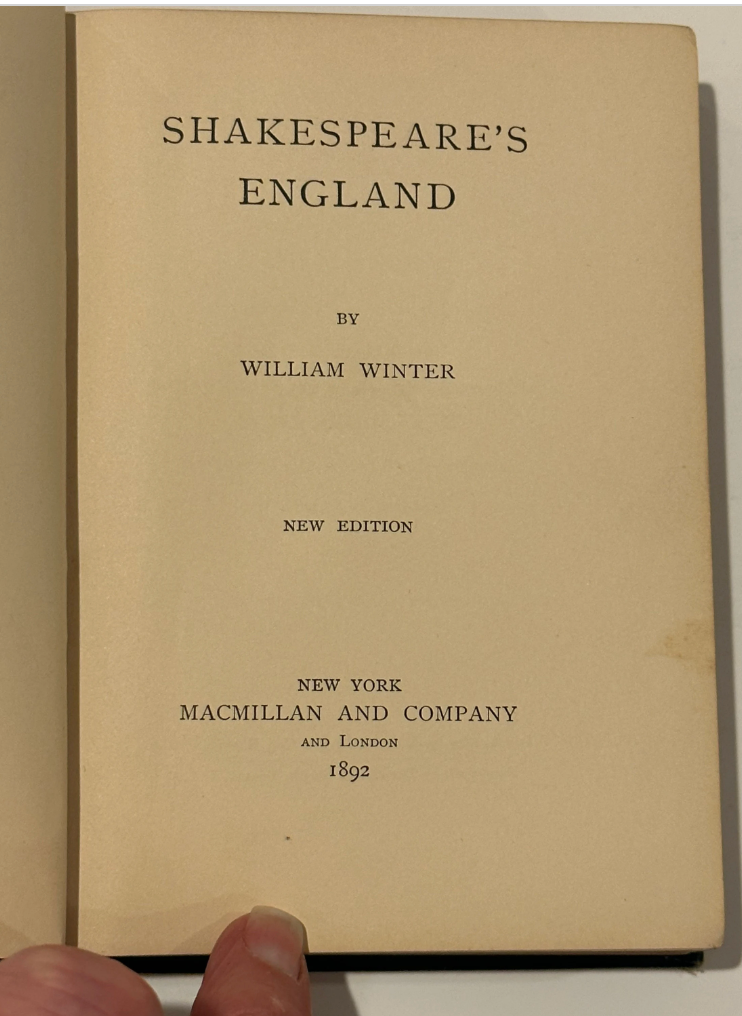 SHAKESPEARE'S
ENGLAND
BY
WILLIAM WINTER
NEW EDITION
NEW YORK
MACMILLAN AND COMPANY
AND LONDON
1892